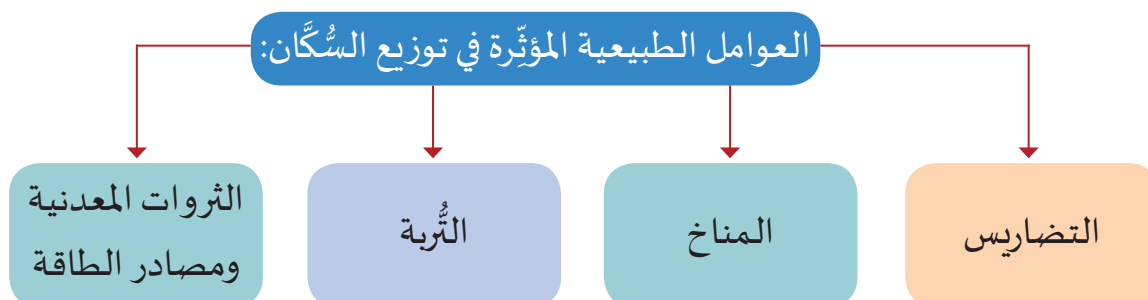 العوامل الطبيعية المؤثِّرة في توزيع السُّكَّان:
التضاريس
المناخ
التُّربة
الثروات المعدنية
ومصادر الطاقة